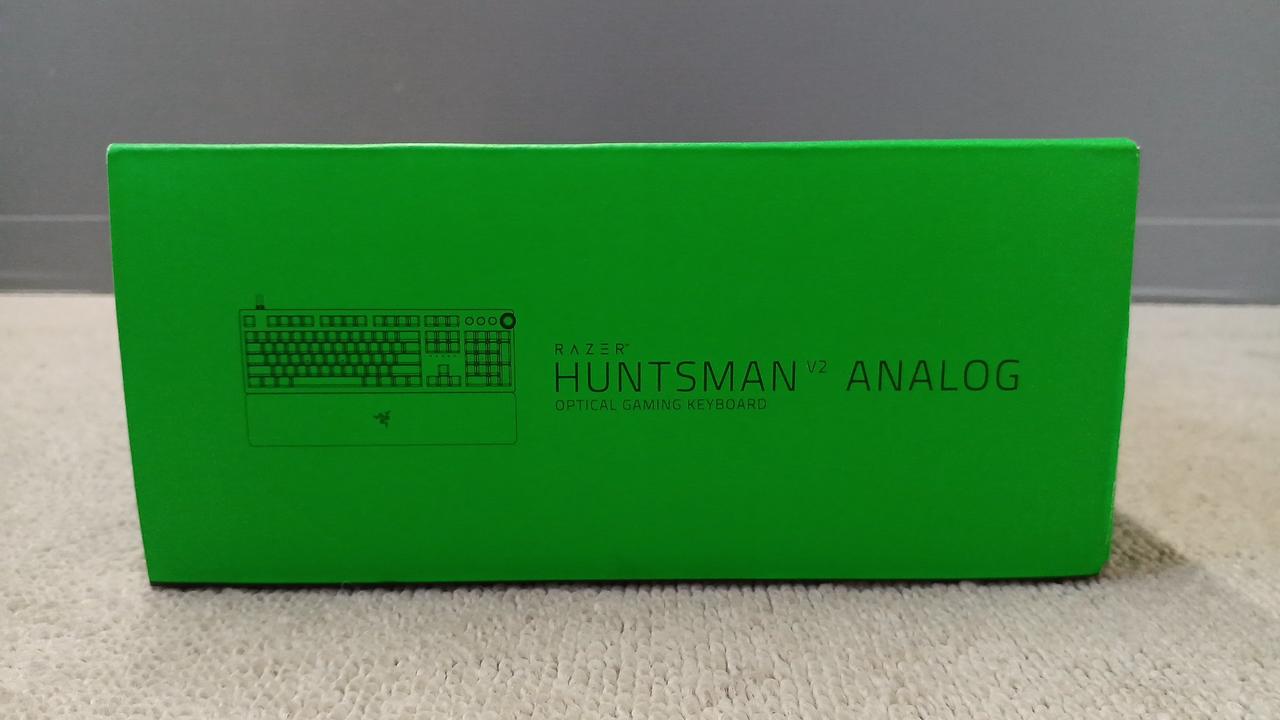 RAZER™
HUNTSMAN V2 ANALOG
OPTICAL GAMING KEYBOARD